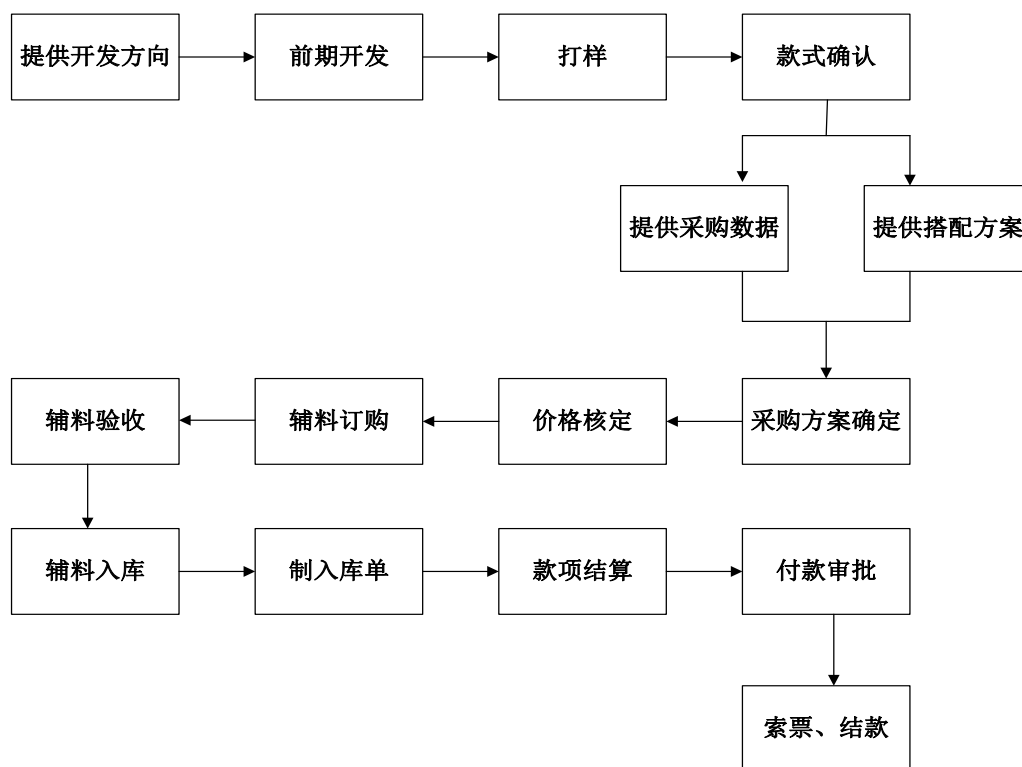 提供开发方向
前期开发
打样
款式确认
提供采购数据
提供搭配方案
辅料验收
辅料订购
价格核定
采购方案确定
辅料入库
制入库单
款项结算
付款审批
索票、结款